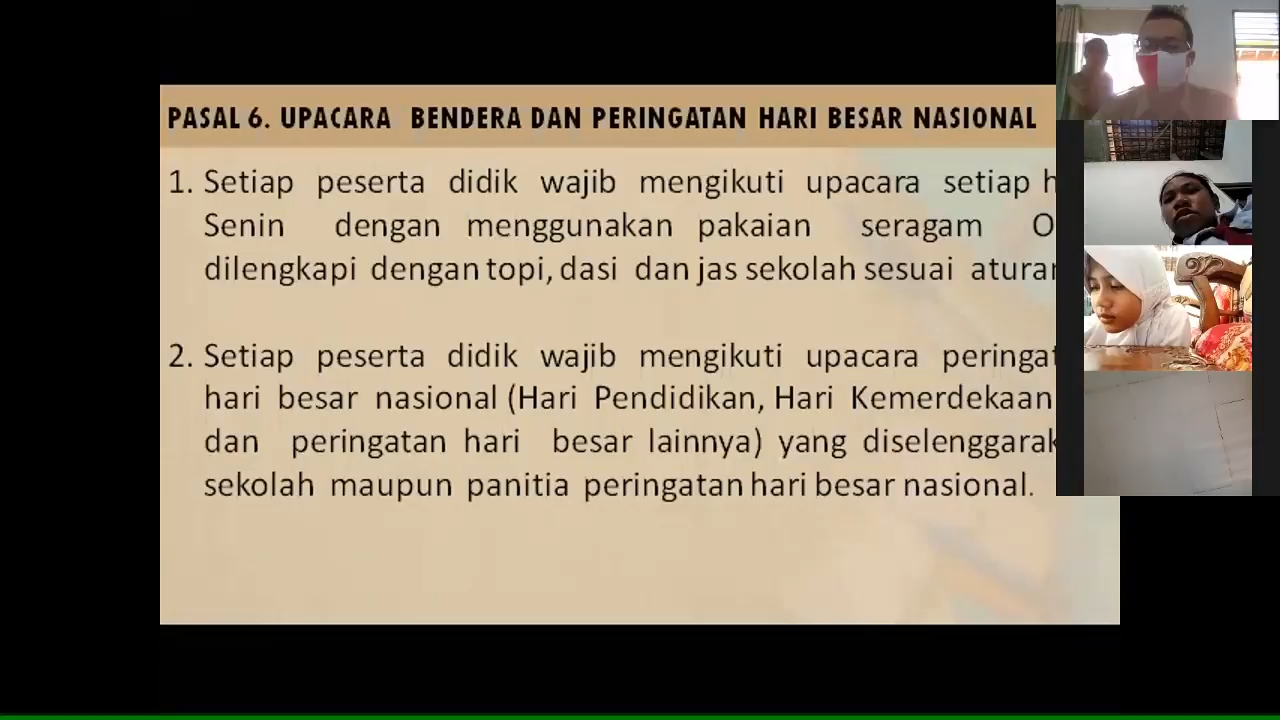 PASAL 6. UPACARA BENDERA DAN PERINGATAN HARI BESAR NASIONAL
1. Setiap peserta didik wajib mengikuti upacara setiap
Senin dengan menggunakan pakaian seragam
dilengkapi dengan topi, dasi dan jas sekolah sesuai
2. Setiap peserta didik wajib mengikuti upacara
hari besar nasional (Hari Pendidikan, Hari Kemerdekaan
dan peringatan hari besar lainnya) yang
sekolah maupun panitia peringatan hari besar nasional.